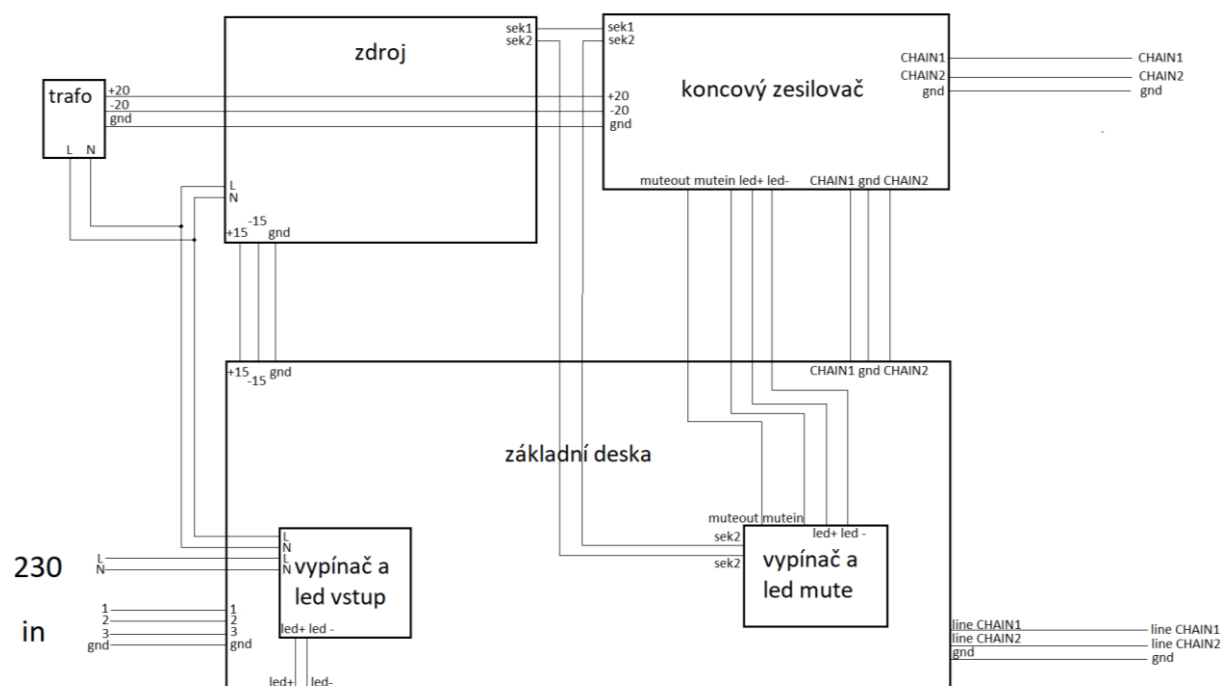 sek1
sek2
zdroj
sek1
sek2
koncový zesilovač
CHAIN1
CHAIN2
gnd
CHAIN1
CHAIN2
gnd
trafo
+20
-20
gnd
L N
+20
-20
gnd
L
N
+15 -15 gnd
muteout mutein led+ led-
CHAIN1 gnd CHAIN2
+15 -15 gnd
CHAIN1 gnd CHAIN2
základní deska
muteout mutein
led+ led -
sek2
sek2
vypínač a
led mute
230
L
N
L
N
L
N
vypínač a
led vstup
led+ led -
in
1
2
3
gnd
1
2
3
gnd
led+ led-
line CHAIN1
line CHAIN2
gnd
line CHAIN1
line CHAIN2
gnd